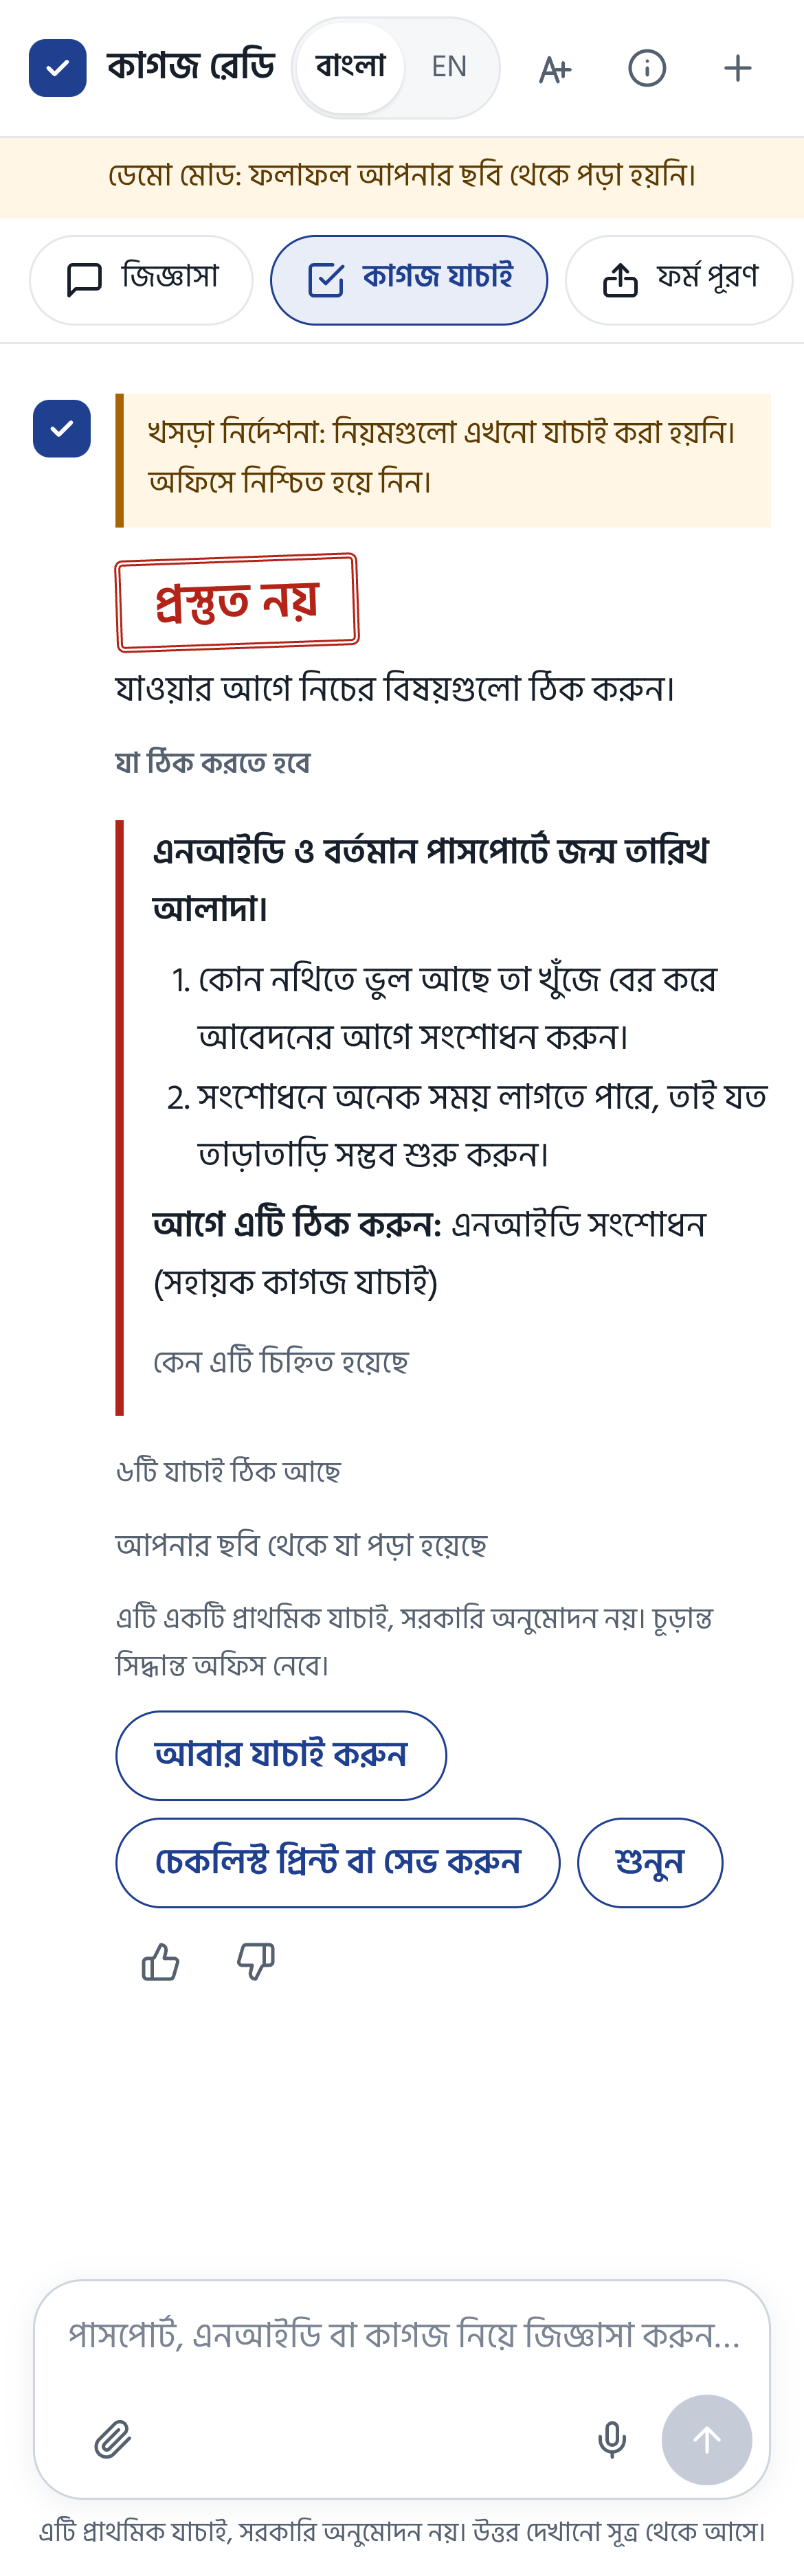 কাগজ রেডি
বাংলা
EN
A+
ডেমো মোড: ফলাফল আপনার ছবি থেকে পড়া হয়নি।
জিজ্ঞাসা
কাগজ যাচাই
ফর্ম পূরণ
খসড়া নির্দেশনা: নিয়মগুলো এখনো যাচাই করা হয়নি।
অফিসে নিশ্চিত হয়ে নিন।
প্রস্তুত নয়
যাওয়ার আগে নিচের বিষয়গুলো ঠিক করুন।
যা ঠিক করতে হবে
এনআইডি ও বর্তমান পাসপোর্টে জন্ম তারিখ
আলাদা।
1. কোন নথিতে ভুল আছে তা খুঁজে বের করে
আবেদনের আগে সংশোধন করুন।
2. সংশোধনে অনেক সময় লাগতে পারে, তাই যত
তাড়াতাড়ি সম্ভব শুরু করুন।
আগে এটি ঠিক করুন: এনআইডি সংশোধন
(সহায়ক কাগজ যাচাই)
কেন এটি চিহ্নিত হয়েছে
৬টি যাচাই ঠিক আছে
আপনার ছবি থেকে যা পড়া হয়েছে
এটি একটি প্রাথমিক যাচাই, সরকারি অনুমোদন নয়। চূড়ান্ত
সিদ্ধান্ত অফিস নেবে।
আবার যাচাই করুন
চেকলিস্ট প্রিন্ট বা সেভ করুন
শুনুন
পাসপোর্ট, এনআইডি বা কাগজ নিয়ে জিজ্ঞাসা করুন...
এটি প্রাথমিক যাচাই, সরকারি অনুমোদন নয়। উত্তর দেখানো সূত্র থেকে আসে।